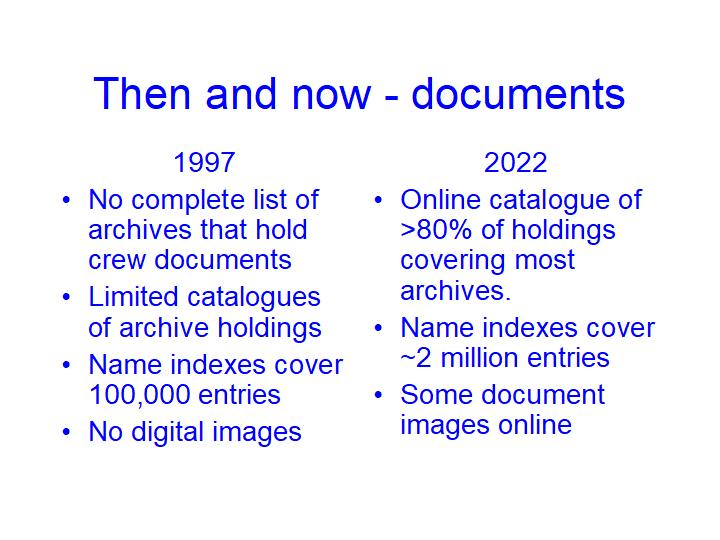 Then and now - documents
1997
• No complete list of
archives that hold
crew documents
• Limited catalogues
of archive holdings
• Name indexes cover
100,000 entries
• No digital images
2022
• Online catalogue of
>80% of holdings
covering most
archives.
• Name indexes cover
~2 million entries
• Some document
images online